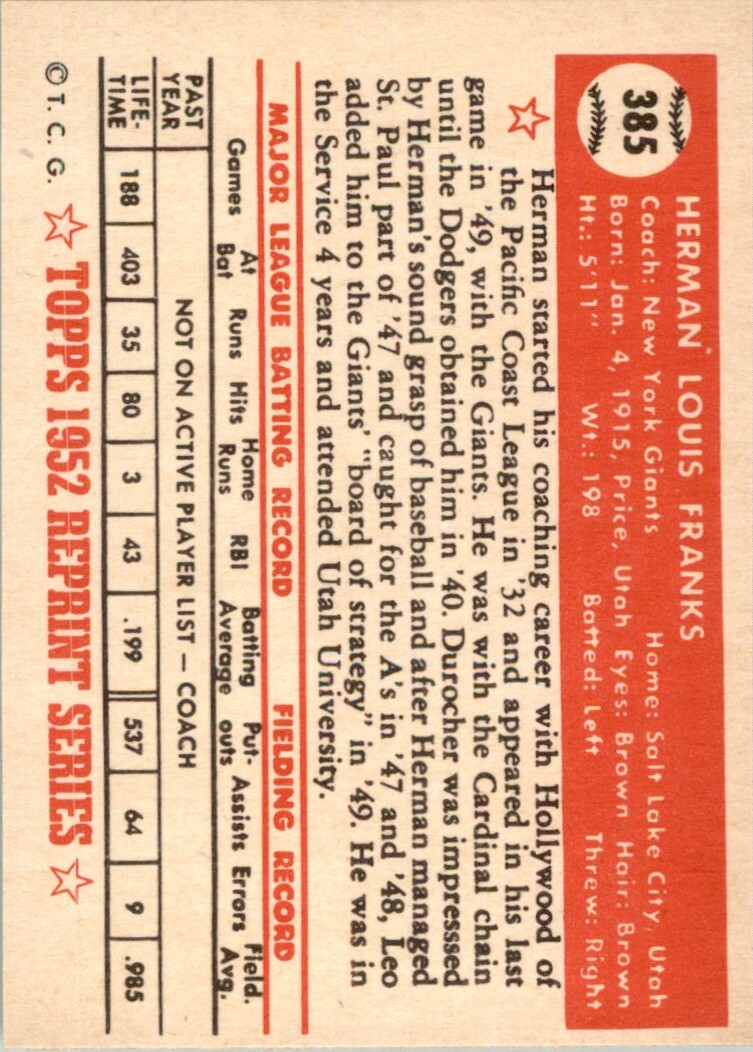 385
HERMAN LOUIS FRANKS
Coach: New York Giants Home: Salt Lake City, Utah
Born: Jan. 4, 1915, Price, Utah Eyes: Brown Hair: Brown
Ht.: 5'11" Wt.: 198 Batted: Left Threw: Right
Herman started his coaching career with Hollywood of
the Pacific Coast League in '32 and appeared in his last
game in '49, with the Giants. He was with the Cardinal chain
until the Dodgers obtained him in '40. Durocher was impressed
by Herman's sound grasp of baseball and after Herman managed
St. Paul part of '47 and caught for the A's in '47 and '48, Leo
added him to the Giants' "board of strategy" in '49. He was in
the Service 4 years and attended Utah University.
MAJOR LEAGUE BATTING RECORD FIELDING RECORD
Games At Bat Runs Hits Home Runs RBI Batting Average Put-outs Assists Errors Field. Avg.
PAST YEAR NOT ON ACTIVE PLAYER LIST — COACH
LIFE-TIME 188 403 35 80 3 43 .199 537 64 9 .985
© T. C. G. TOPPS 1952 REPRINT SERIES